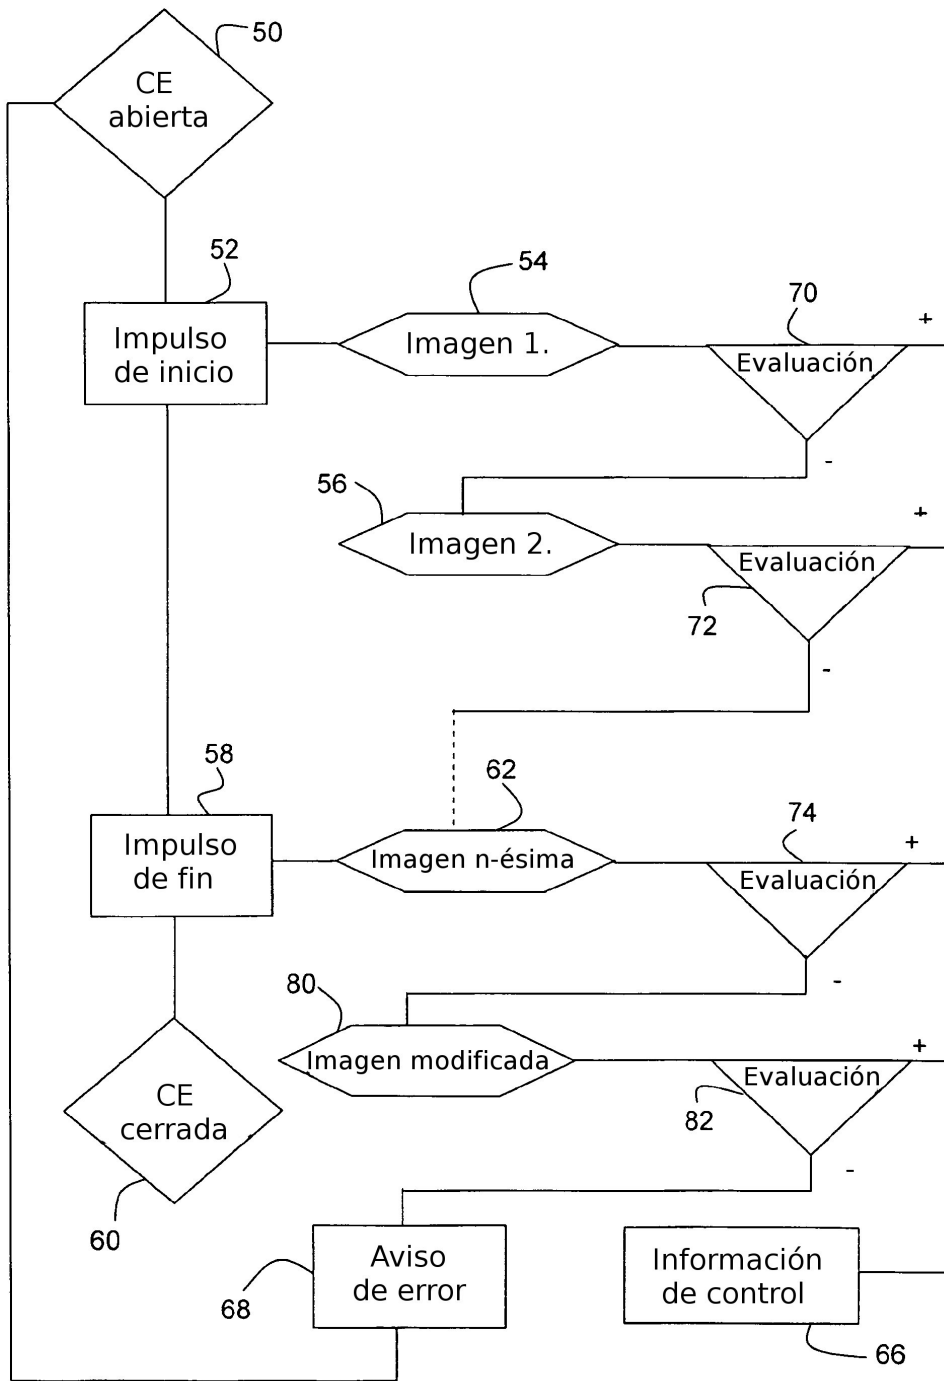 50
CE
abierta
52
54
70
+
Impulso
de inicio
Imagen 1.
Evaluación
-
56
+
Imagen 2.
Evaluación
72
-
58
62
74
+
Impulso
de fin
Imagen n-ésima
Evaluación
-
80
+
Imagen modificada
Evaluación
CE
cerrada
82
-
60
Aviso
de error
Información
de control
68
66